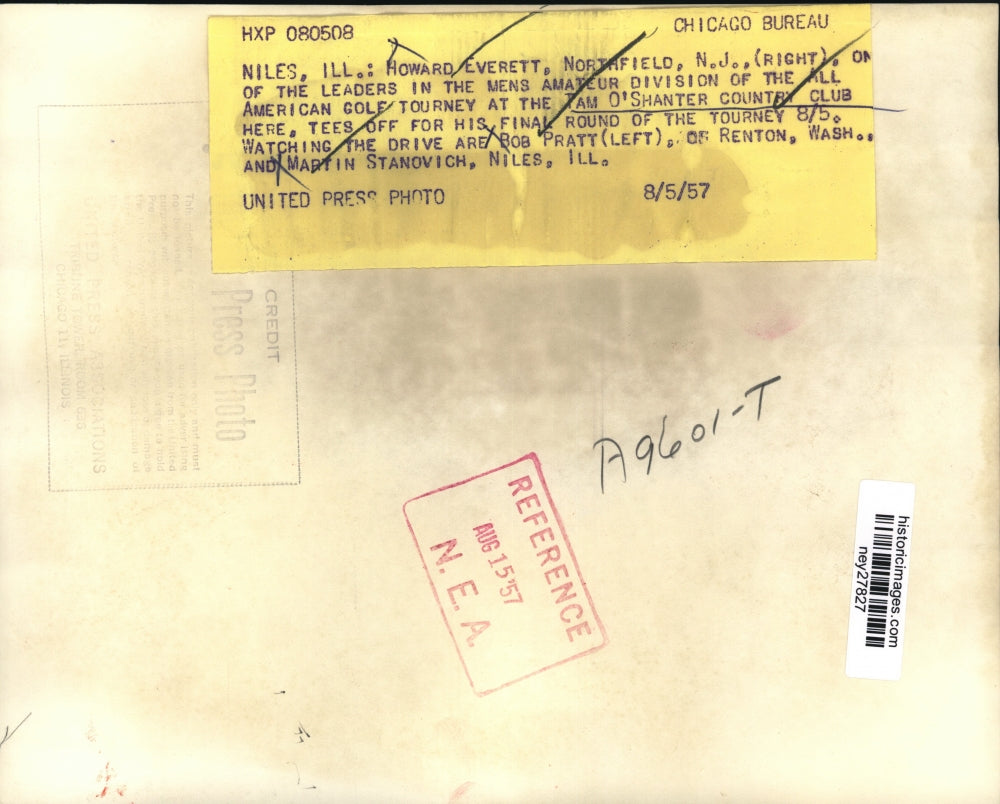 HXP 080508
CHICAGO BUREAU
NILES, ILL.: HOWARD EVERETT, NORTHFIELD, N.J.,(RIGHT), ON
OF THE LEADERS IN THE MENS AMATEUR DIVISION OF THE ALL
AMERICAN GOLF TOURNEY AT THE TAM O'SHANTER COUNTRY CLUB
HERE, TEES OFF FOR HIS FINAL ROUND OF THE TOURNEY 8/5.
WATCHING THE DRIVE ARE BOB PRATT(LEFT), OF RENTON, WASH.,
AND MARTIN STANOVICH, NILES, ILL.
UNITED PRESS PHOTO
8/5/57
CREDIT
Press Photo
PRESS ASSOCIATIONS
TRIBUNE TOWER ROOM
CHICAGO 11, ILLINOIS
A9601-T
REFERENCE
AUG 15 '57
N. E. A.
historicimages.com
ney27827